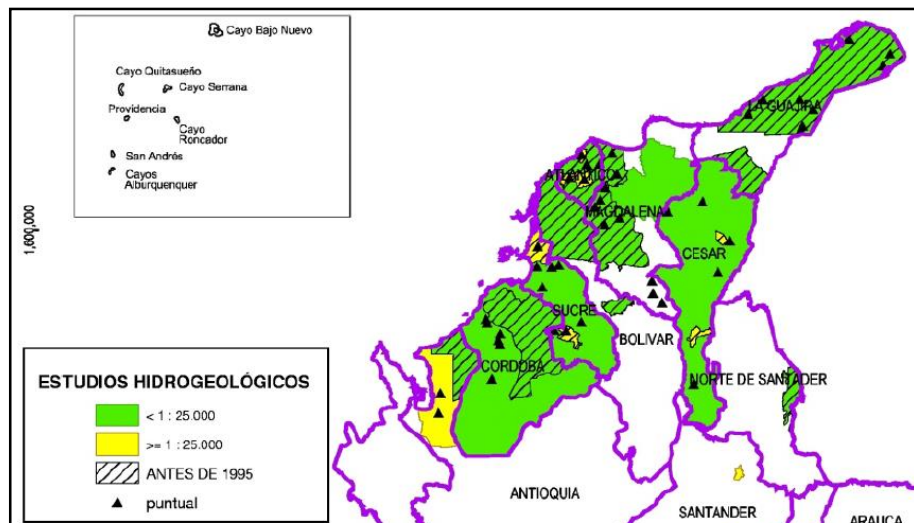 Cayo Bajo Nuevo
Cayo Quitasueño
Cayo Serrana
Providencia
Cayo
Roncador
San Andrés
Cayos
Alburquenquer
1,600,000
LA GUAJIRA
ATLANTICO
MAGDALENA
CESAR
SUCRE
BOLIVAR
CORDOBA
NORTE DE SANTADER
ANTIOQUIA
SANTANDER
ARAUCA
ESTUDIOS HIDROGEOLÓGICOS
< 1 : 25.000
>= 1 : 25.000
ANTES DE 1995
puntual